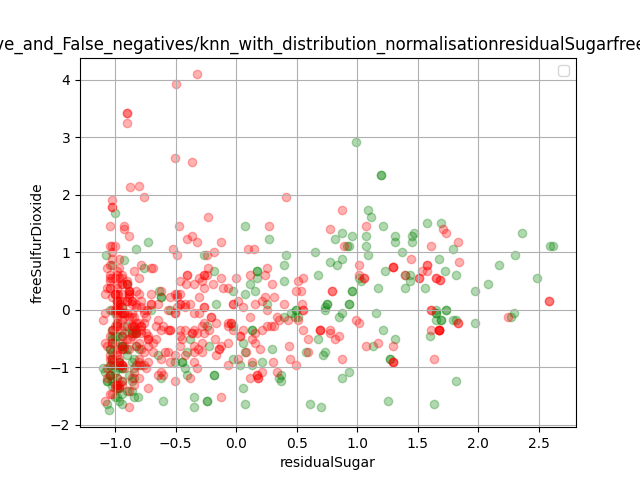 ve_and_False_negatives/knn_with_distribution_normalisationresidualSugarfree
freeSulfurDioxide
4
3
2
1
0
−1
−2
−1.0 −0.5 0.0 0.5 1.0 1.5 2.0 2.5
residualSugar